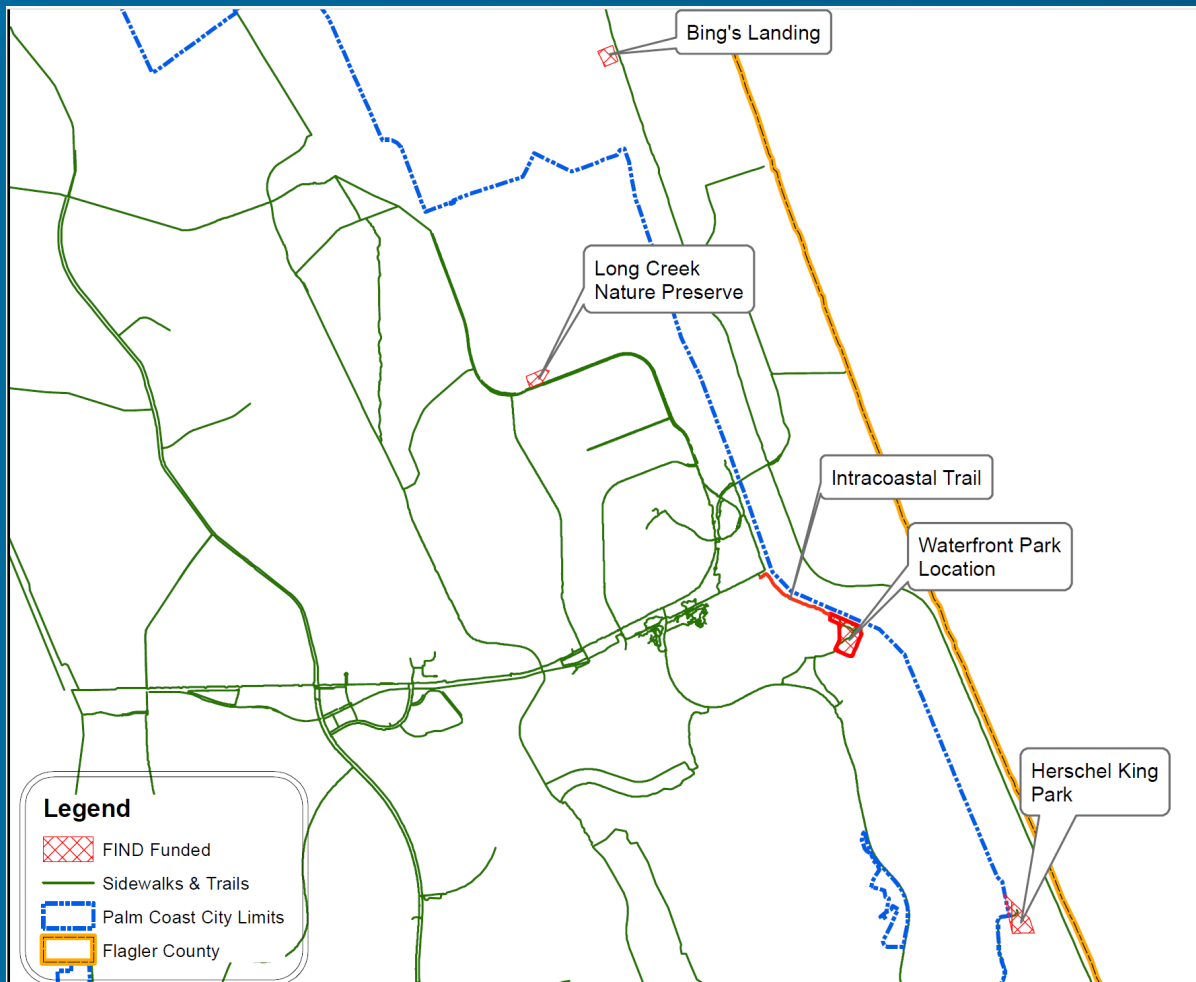 Bing's Landing
Long Creek
Nature Preserve
Intracoastal Trail
Waterfront Park
Location
Herschel King
Park
Legend
FIND Funded
Sidewalks & Trails
Palm Coast City Limits
Flagler County